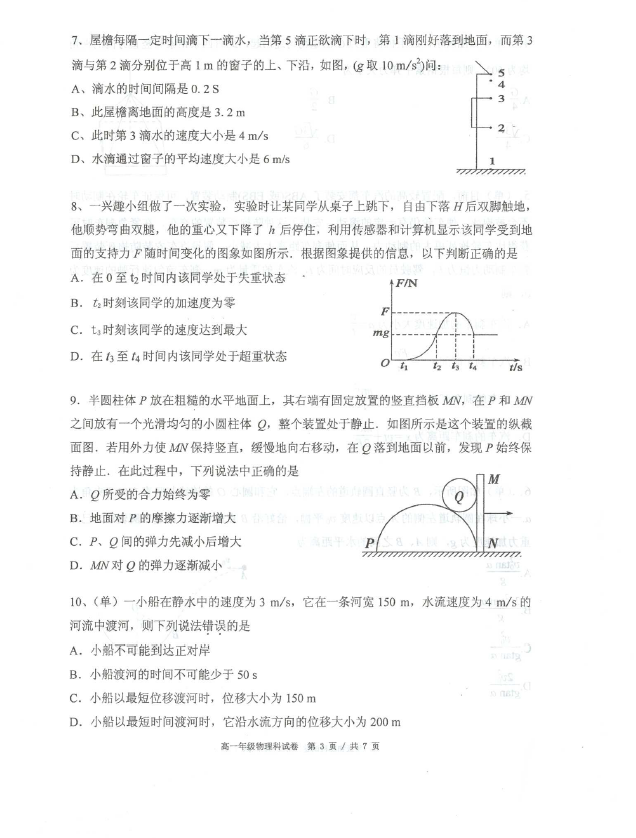 7、屋檐每隔一定时间滴下一滴水，当第 5 滴正欲滴下时，第 1 滴刚好落到地面，而第 3
滴与第 2 滴分别位于高 1 m 的窗子的上、下沿，如图，(g 取 10 m/s²)问：
A、滴水的时间间隔是 0. 2 S
B、此屋檐离地面的高度是 3. 2 m
C、此时第 3 滴水的速度大小是 4 m/s
D、水滴通过窗子的平均速度大小是 6 m/s
5
4
3
2
1
8、一兴趣小组做了一次实验，实验时让某同学从桌子上跳下，自由下落 H 后双脚触地，
他顺势弯曲双腿，他的重心又下降了 h 后停住，利用传感器和计算机显示该同学受到地
面的支持力 F 随时间变化的图象如图所示．根据图象提供的信息，以下判断正确的是
A．在 0 至 t₂ 时间内该同学处于失重状态
B．t₂ 时刻该同学的加速度为零
C．t₃ 时刻该同学的速度达到最大
D．在 t₃ 至 t₄ 时间内该同学处于超重状态
F/N
F
mg
O t₁ t₂ t₃ t₄ t/s
9．半圆柱体 P 放在粗糙的水平地面上，其右端有固定放置的竖直挡板 MN，在 P 和 MN
之间放有一个光滑均匀的小圆柱体 Q，整个装置处于静止．如图所示是这个装置的纵截
面图．若用外力使 MN 保持竖直，缓慢地向右移动，在 Q 落到地面以前，发现 P 始终保
持静止．在此过程中，下列说法中正确的是
A．Q 所受的合力始终为零
B．地面对 P 的摩擦力逐渐增大
C．P、Q 间的弹力先减小后增大
D．MN 对 Q 的弹力逐渐减小
M
Q
P
N
10、（单）一小船在静水中的速度为 3 m/s，它在一条河宽 150 m，水流速度为 4 m/s 的
河流中渡河，则下列说法错误的是
A．小船不可能到达正对岸
B．小船渡河的时间不可能少于 50 s
C．小船以最短位移渡河时，位移大小为 150 m
D．小船以最短时间渡河时，它沿水流方向的位移大小为 200 m
高一年级物理科试卷 第 3 页 / 共 7 页